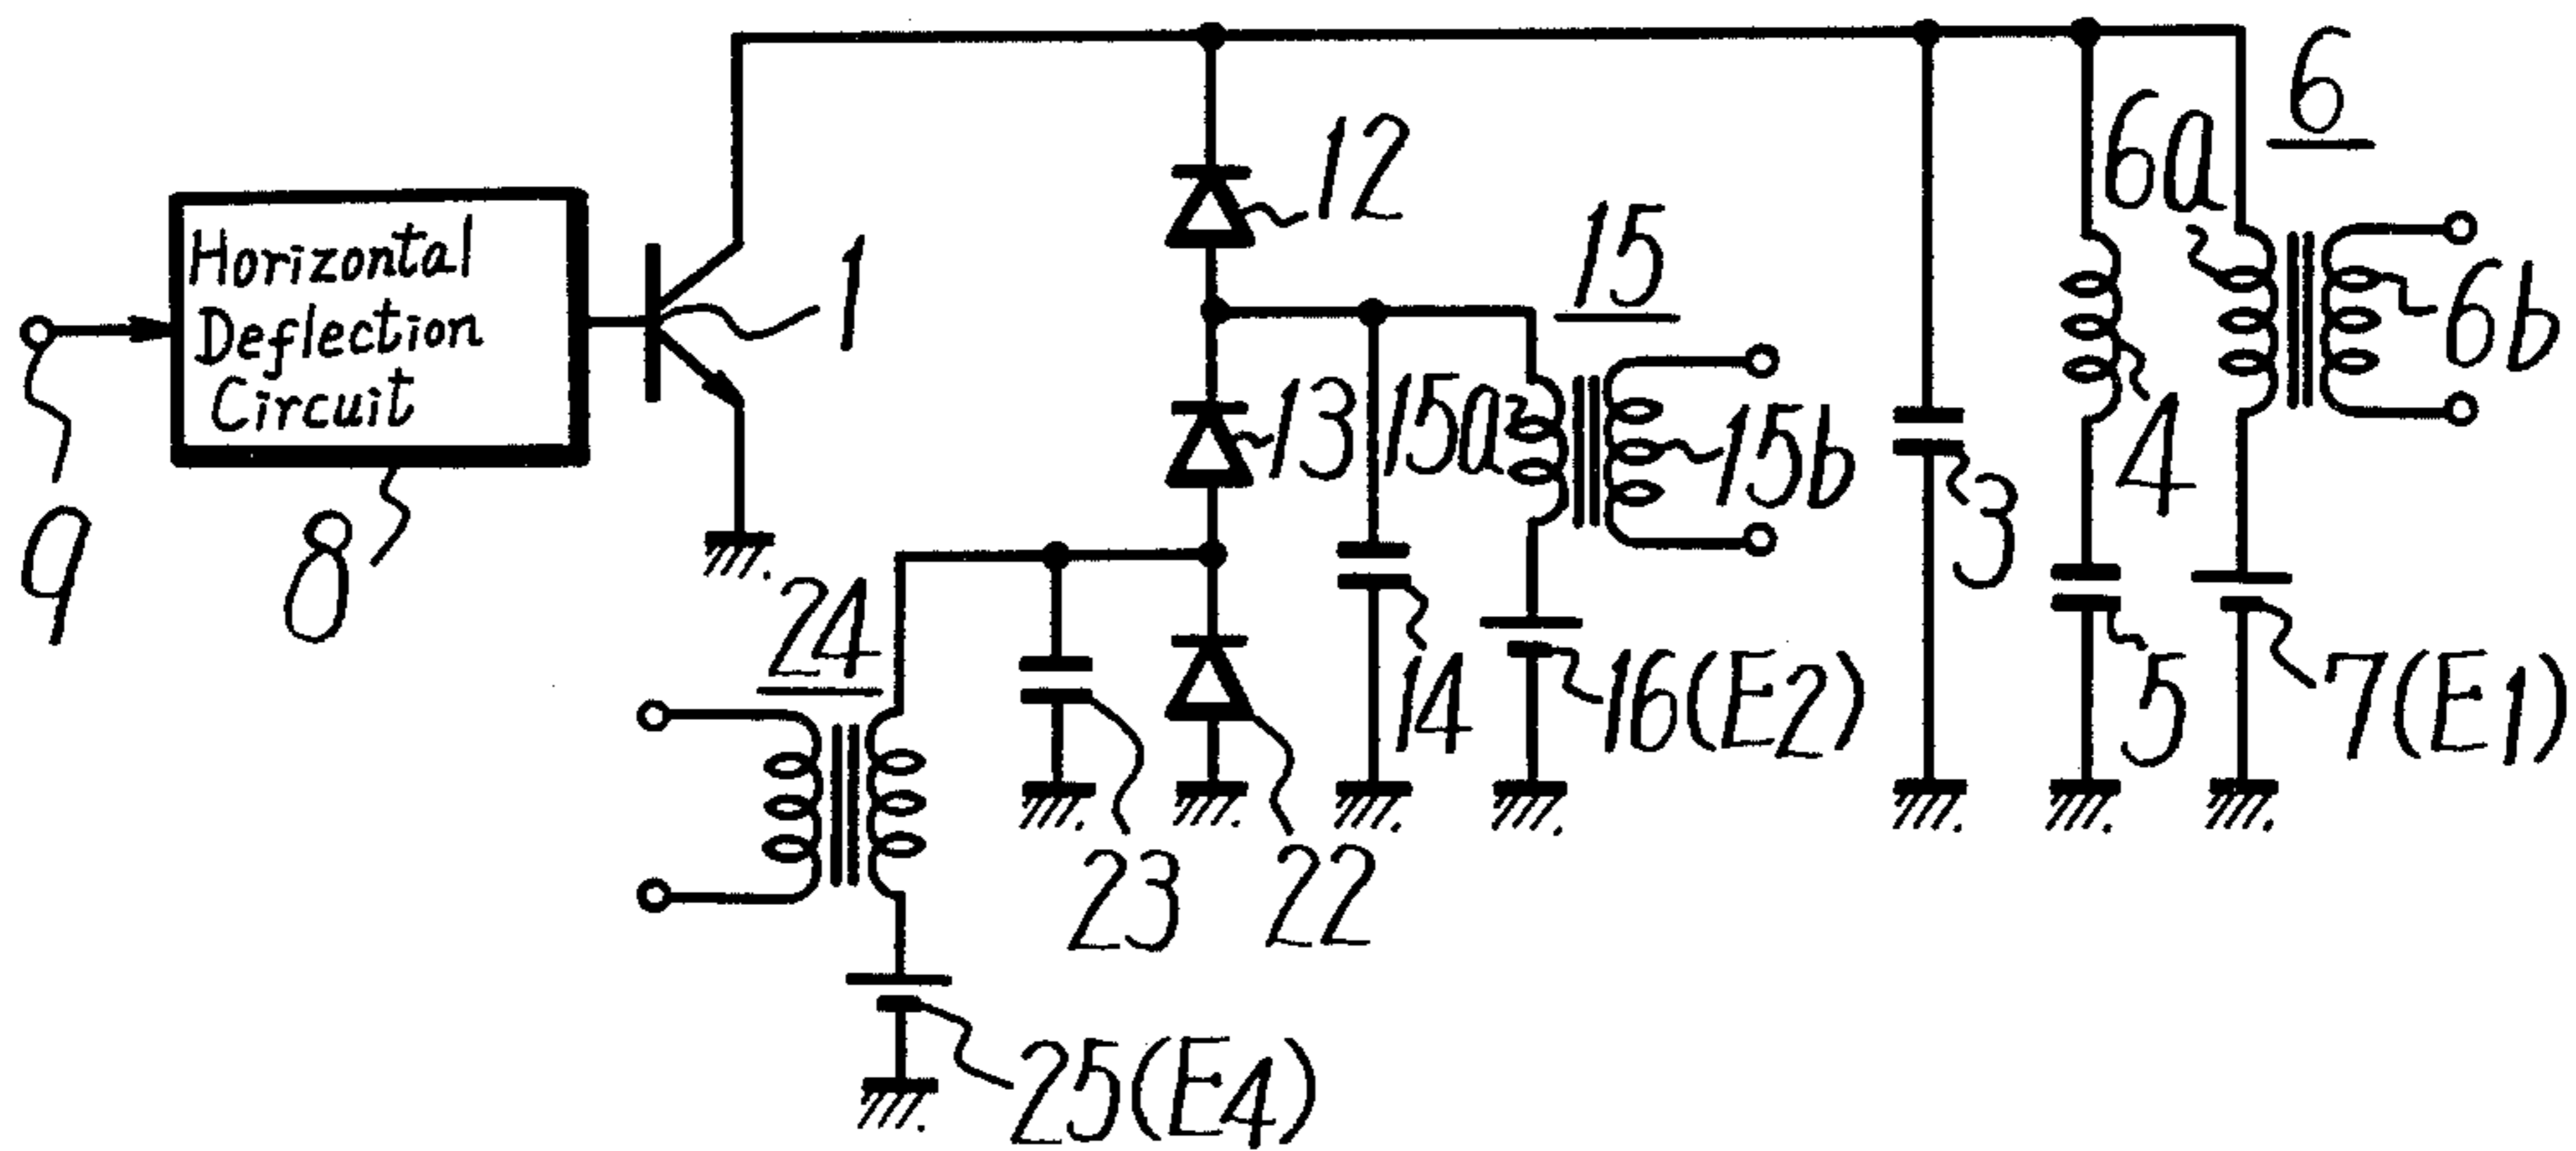 6
6a
12
15
Horizontal
Deflection
Circuit
1
6b
13
15a
15b
4
3
9
8
24
14
16(E2)
5
7(E1)
23
22
25(E4)